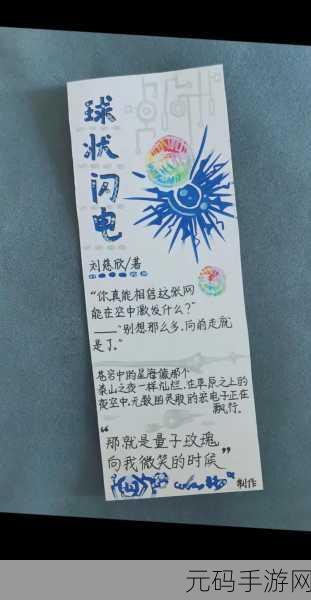 球状闪电
刘慈欣/著
“你真能相信这张网
能在空中激发什么?”
——“别想那么多,向前走就
是了。”
苍穹中的星海像那个
泰山之夜一样灿烂,在草原之上的
夜空中,无数幽灵般的宏电子正在
飘行。
“那就是量子玫瑰
向我微笑的时候”
制作
元码手游网